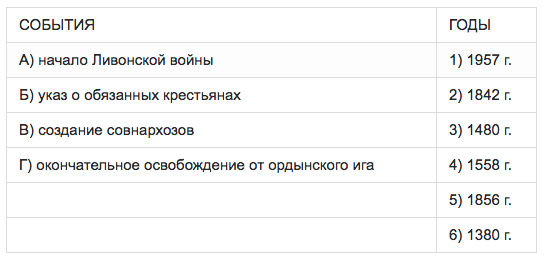 СОБЫТИЯ ГОДЫ
А) начало Ливонской войны 1) 1957 г.
Б) указ о обязанных крестьянах 2) 1842 г.
В) создание совнархозов 3) 1480 г.
Г) окончательное освобождение от ордынского ига 4) 1558 г.
5) 1856 г.
6) 1380 г.